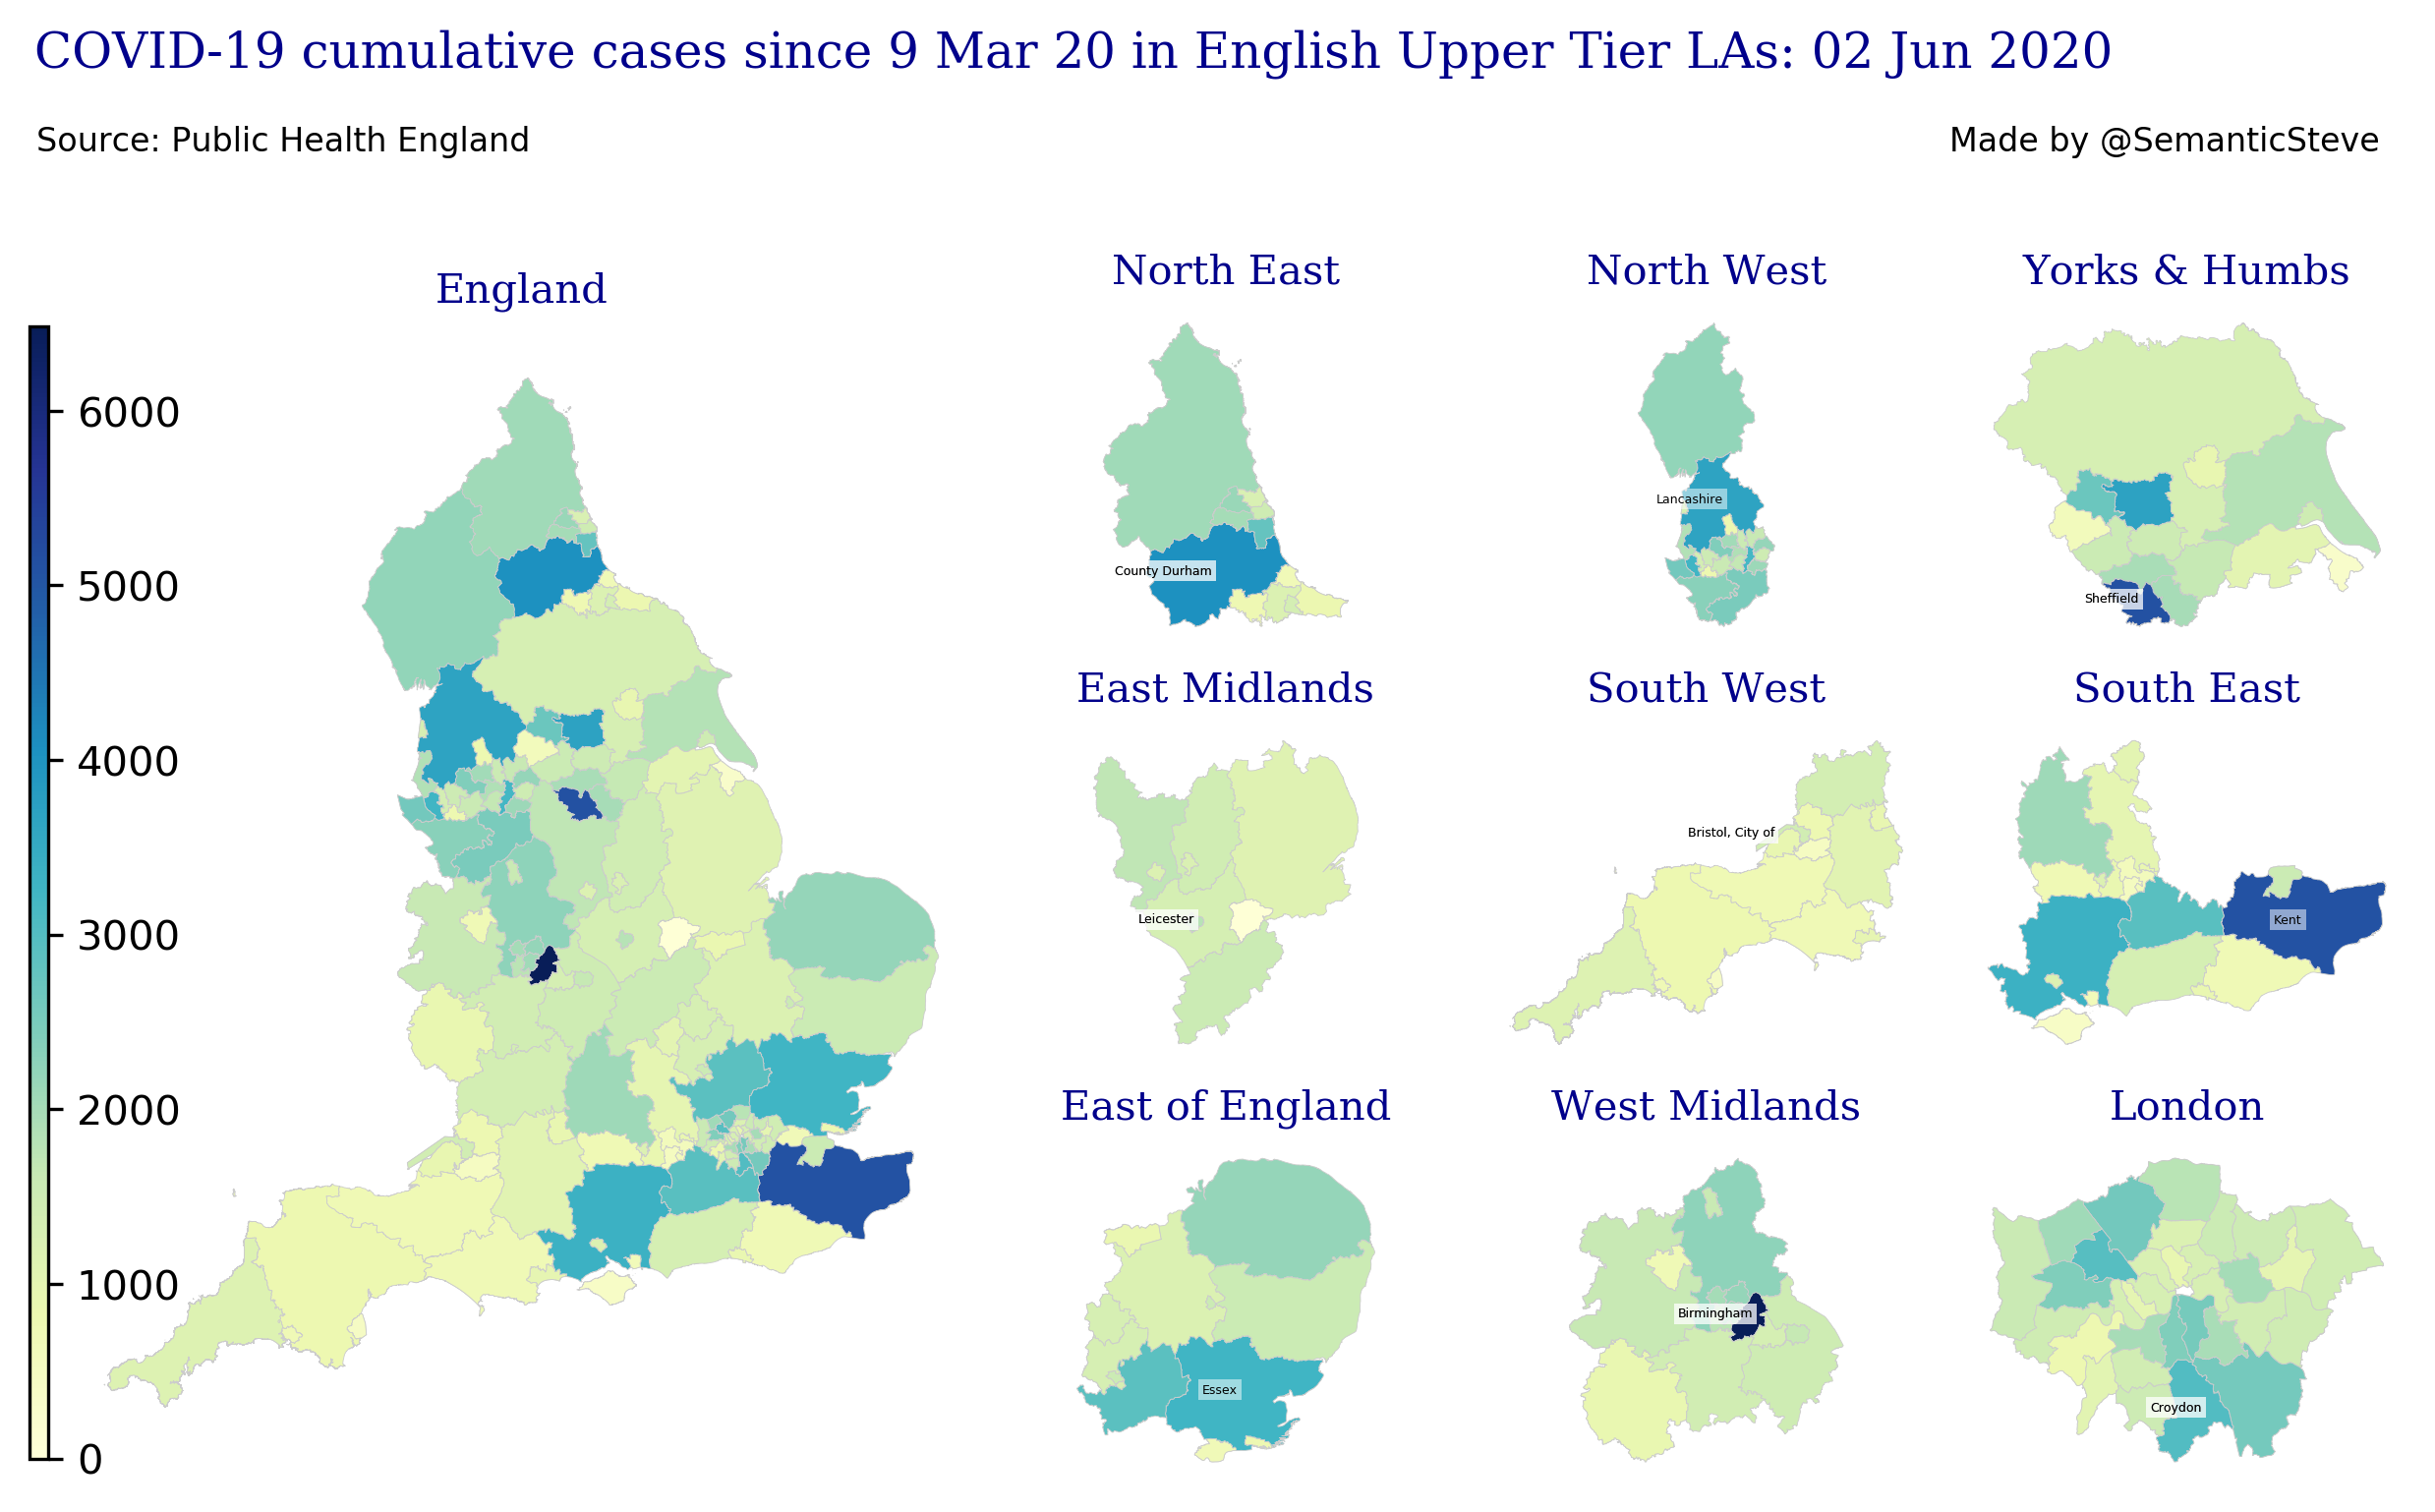 COVID-19 cumulative cases since 9 Mar 20 in English Upper Tier LAs: 02 Jun 2020
Source: Public Health England
Made by @SemanticSteve
England
6000
5000
4000
3000
2000
1000
0
North East
County Durham
North West
Lancashire
Yorks & Humbs
Sheffield
East Midlands
Leicester
South West
Bristol, City of
South East
Kent
East of England
Essex
West Midlands
Birmingham
London
Croydon